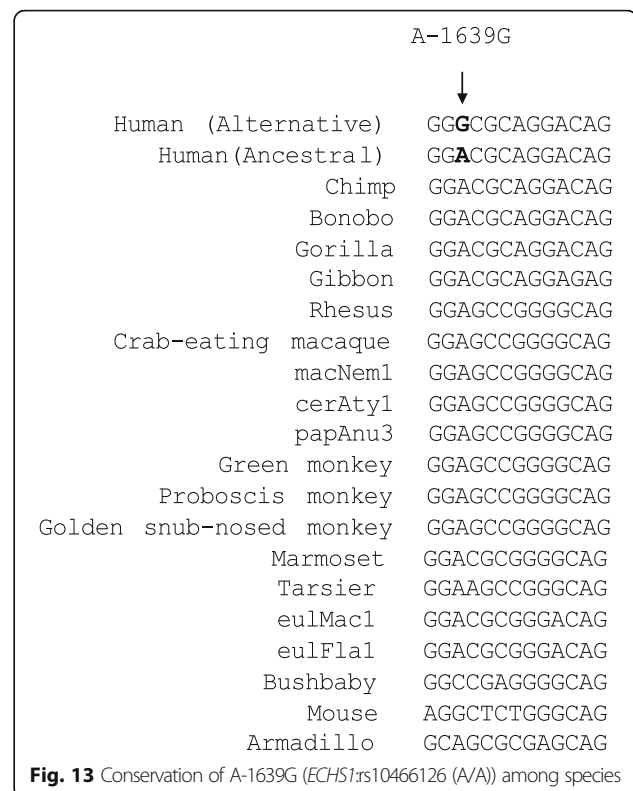 A-1639G
Human (Alternative) GGGCGCAGGACAG
Human(Ancestral) GGACGCAGGACAG
Chimp GGACGCAGGACAG
Bonobo GGACGCAGGACAG
Gorilla GGACGCAGGACAG
Gibbon GGACGCAGGAGAG
Rhesus GGAGCCGGGGCAG
Crab-eating macaque GGAGCCGGGGCAG
macNem1 GGAGCCGGGGCAG
cerAty1 GGAGCCGGGGCAG
papAnu3 GGAGCCGGGGCAG
Green monkey GGAGCCGGGGCAG
Proboscis monkey GGAGCCGGGGCAG
Golden snub-nosed monkey GGAGCCGGGGCAG
Marmoset GGACGCGGGGCAG
Tarsier GGAAGCCGGGCAG
eulMac1 GGACGCGGGACAG
eulFla1 GGACGCGGGACAG
Bushbaby GGCCGAGGGGCAG
Mouse AGGCTCTGGGCAG
Armadillo GCAGCGCGAGCAG
Fig. 13 Conservation of A-1639G (ECHS1:rs10466126 (A/A)) among species